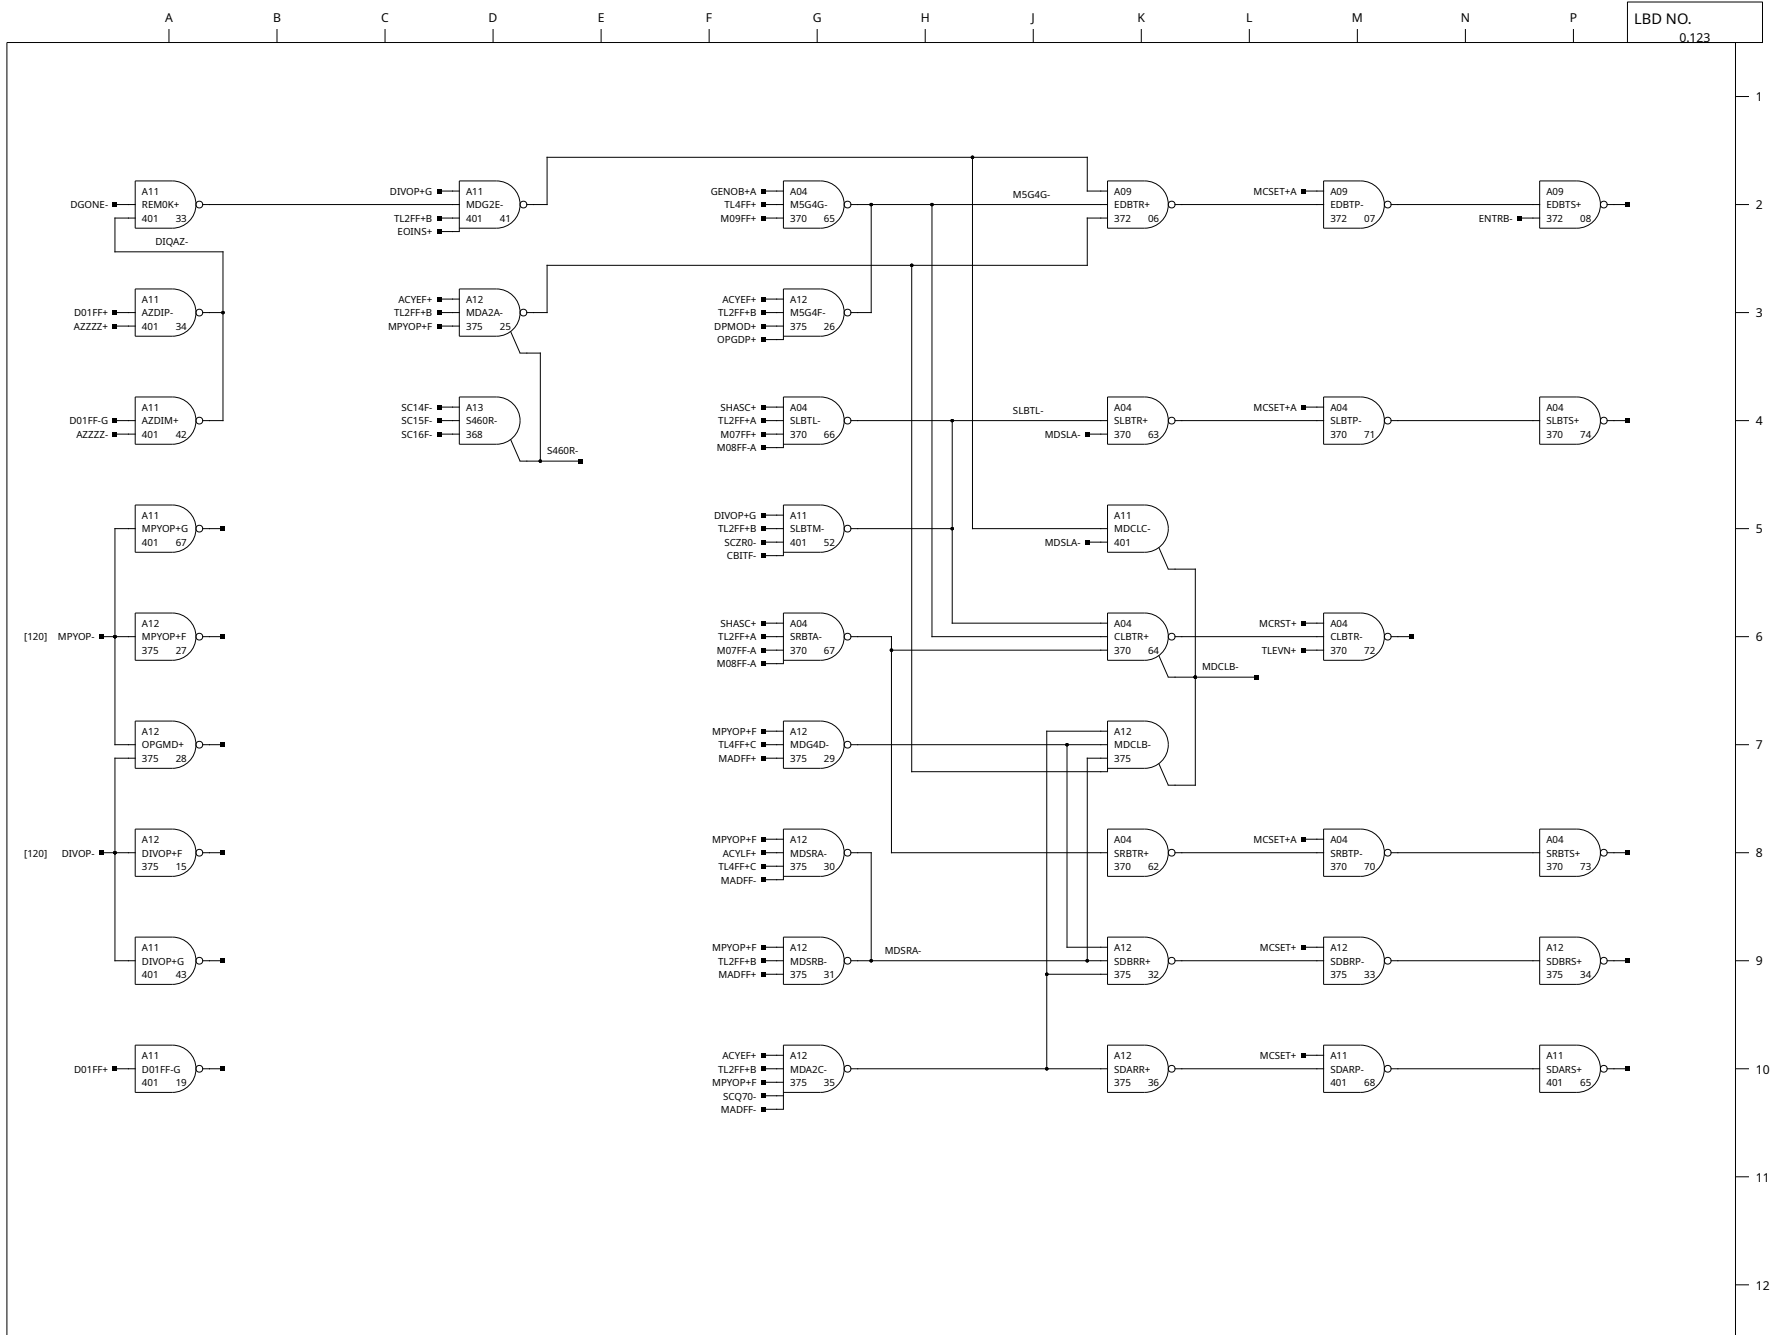 A B C D E F G H J K L M N P
LBD NO.
0.123
1
2
3
4
5
6
7
8
9
10
11
12
DGONE-
A11
REM0K+
401 33
DIQAZ-
DIVOP+G
TL2FF+B
EOINS+
A11
MDG2E-
401 41
GENOB+A
TL4FF+
M09FF+
A04
M5G4G-
370 65
M5G4G-
A09
EDBTR+
372 06
MCSET+A
A09
EDBTP-
372 07
ENTRB-
A09
EDBTS+
372 08
D01FF+
AZZZZ+
A11
AZDIP-
401 34
ACYEF+
TL2FF+B
MPYOP+F
A12
MDA2A-
375 25
ACYEF+
TL2FF+B
DPMOD+
OPGDP+
A12
M5G4F-
375 26
D01FF-G
AZZZZ-
A11
AZDIM+
401 42
SC14F-
SC15F-
SC16F-
A13
S460R-
368
S460R-
SHASC+
TL2FF+A
M07FF+
M08FF-A
A04
SLBTL-
370 66
SLBTL-
MDSLA-
A04
SLBTR+
370 63
MCSET+A
A04
SLBTP-
370 71
A04
SLBTS+
370 74
A11
MPYOP+G
401 67
DIVOP+G
TL2FF+B
SCZR0-
CBITF-
A11
SLBTM-
401 52
MDSLA-
A11
MDCLC-
401
[120] MPYOP-
A12
MPYOP+F
375 27
SHASC+
TL2FF+A
M07FF-A
M08FF-A
A04
SRBTA-
370 67
A04
CLBTR+
370 64
MDCLB-
MCRST+
TLEVN+
A04
CLBTR-
370 72
A12
OPGMD+
375 28
MPYOP+F
TL4FF+C
MADFF+
A12
MDG4D-
375 29
A12
MDCLB-
375
[120] DIVOP-
A12
DIVOP+F
375 15
MPYOP+F
ACYLF+
TL4FF+C
MADFF-
A12
MDSRA-
375 30
A04
SRBTR+
370 62
MCSET+A
A04
SRBTP-
370 70
A04
SRBTS+
370 73
A11
DIVOP+G
401 43
MPYOP+F
TL2FF+B
MADFF+
A12
MDSRB-
375 31
MDSRA-
A12
SDBRR+
375 32
MCSET+
A12
SDBRP-
375 33
A12
SDBRS+
375 34
D01FF+
A11
D01FF-G
401 19
ACYEF+
TL2FF+B
MPYOP+F
SCQ70-
MADFF-
A12
MDA2C-
375 35
A12
SDARR+
375 36
MCSET+
A11
SDARP-
401 68
A11
SDARS+
401 65